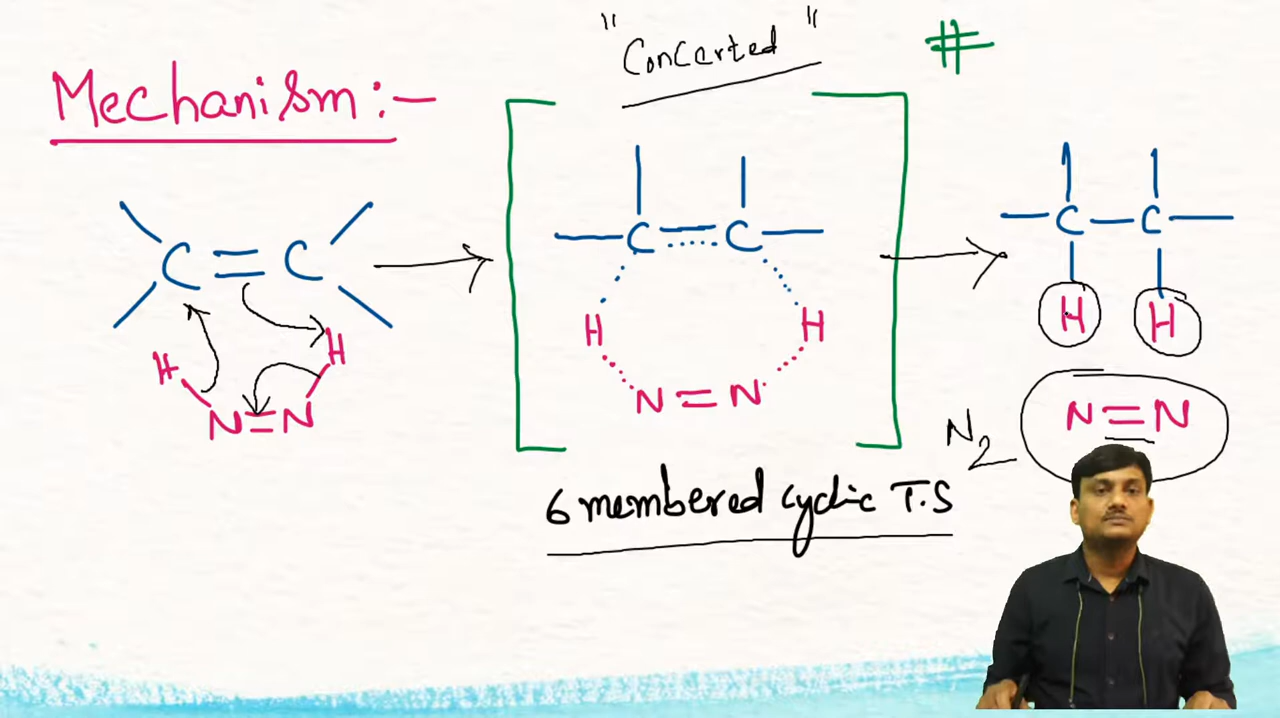 Mechanism:-
"Concerted"
#
C=C
H
H
N=N
C=C
H
H
N=N
C-C
H
H
N=N
N2
6 membered cyclic T.S